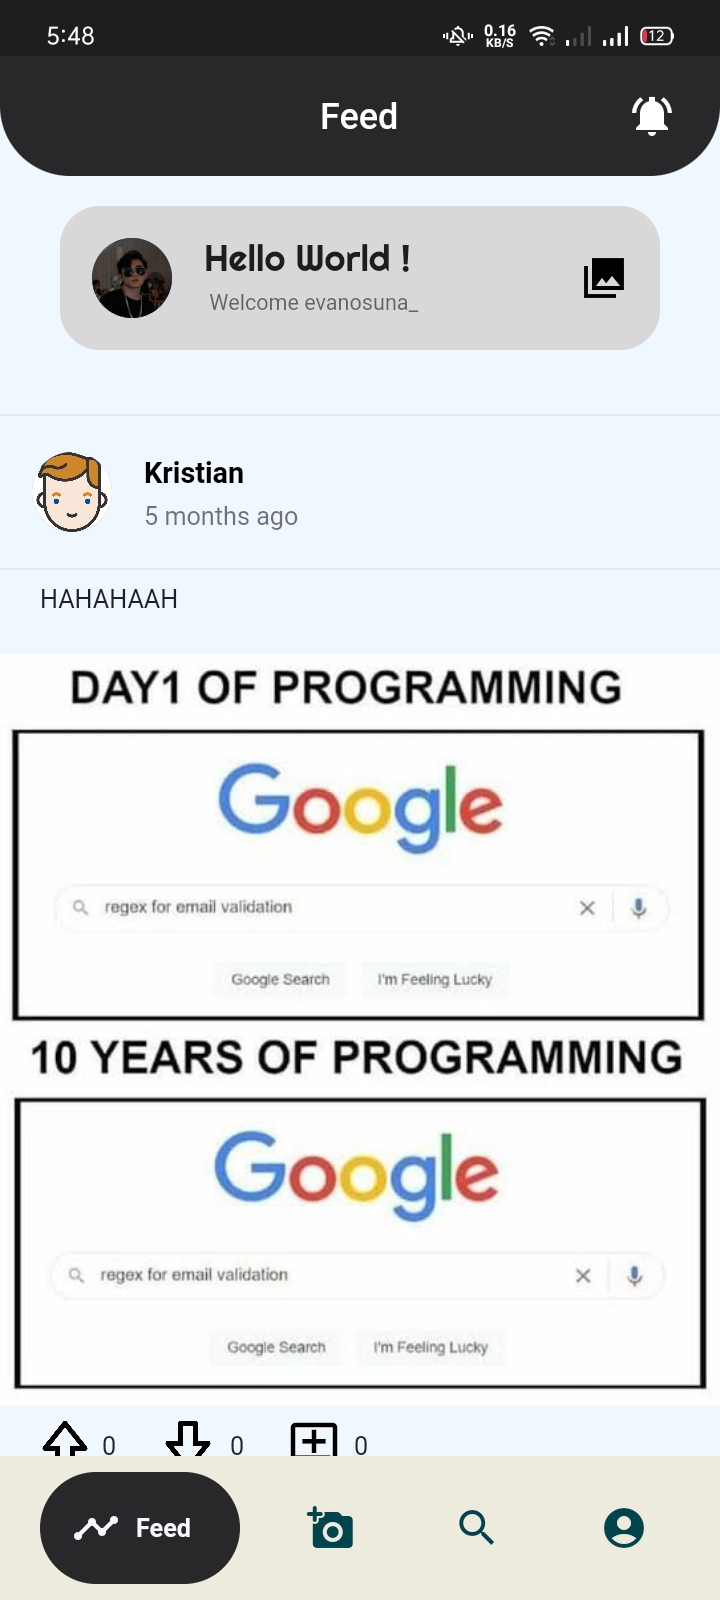 5:48
0.16
KB/S
12
Feed
Hello World !
Welcome evanosuna_
Kristian
5 months ago
HAHAHAAH
DAY1 OF PROGRAMMING
Google
regex for email validation
Google Search I'm Feeling Lucky
10 YEARS OF PROGRAMMING
Google
regex for email validation
Google Search I'm Feeling Lucky
0 0 0
Feed